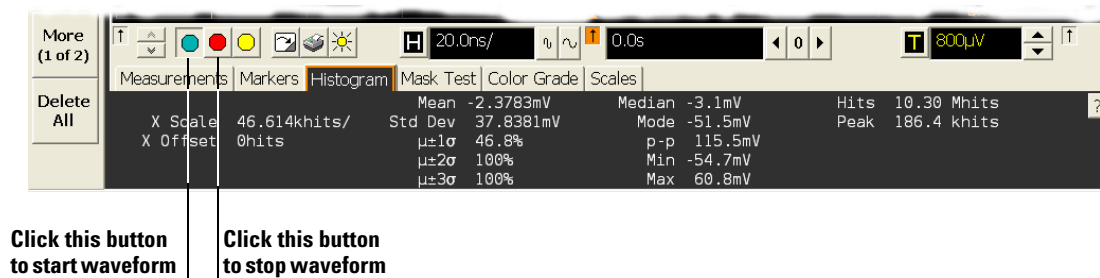 More
(1 of 2)
H 20.0ns/ 0.0s 0 T 800µV
Measurements Markers Histogram Mask Test Color Grade Scales
Delete
All
Mean -2.3783mV Median -3.1mV Hits 10.30 Mhits ?
X Scale 46.614khits/ Std Dev 37.8381mV Mode -51.5mV Peak 186.4 khits
X Offset 0hits µ±1σ 46.8% p-p 115.5mV
µ±2σ 100% Min -54.7mV
µ±3σ 100% Max 60.8mV
Click this button
to start waveform
Click this button
to stop waveform